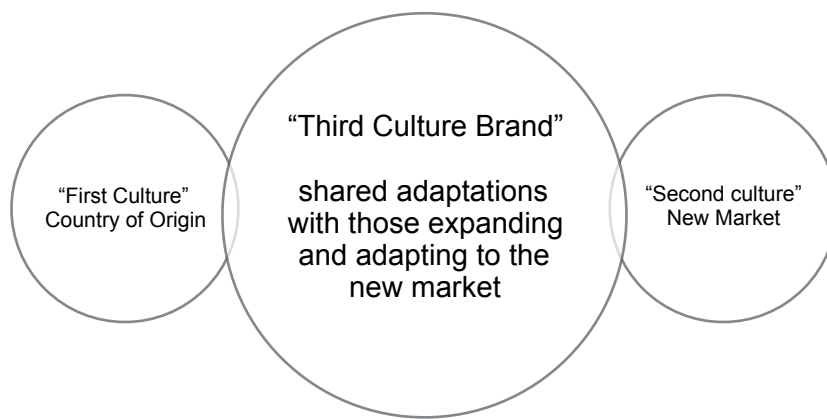 “Third Culture Brand”
shared adaptations
with those expanding
and adapting to the
new market
“First Culture”
Country of Origin
“Second culture”
New Market